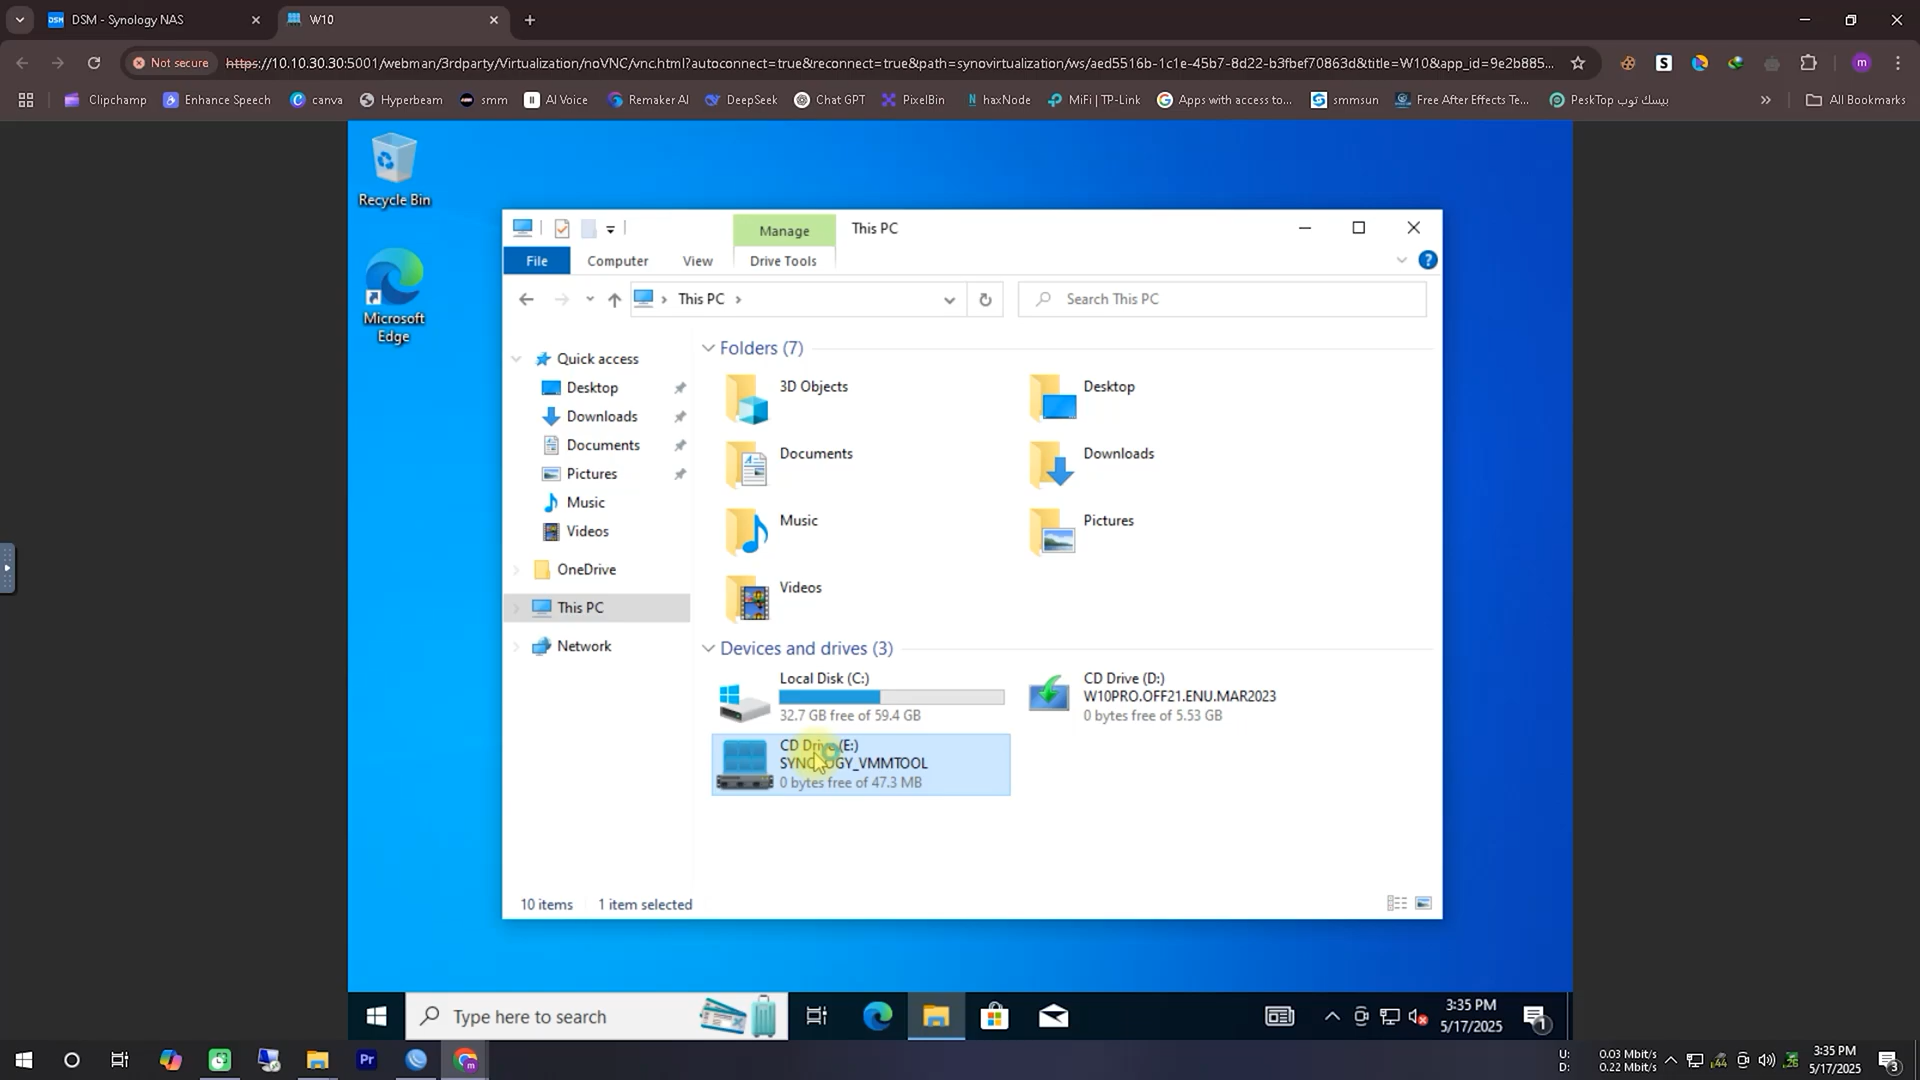 DSM - Synology NAS
W10
Not secure
https://10.10.30.30:5001/webman/3rdparty/Virtualization/noVNC/vnc.html?autoconnect=true&reconnect=true&path=synovirtualization/ws/aed5516b-1c1e-45b7-8d22-b3fbef70863d&title=W10&app_id=9e2b885...
Clipchamp
Enhance Speech
canva
Hyperbeam
smm
AI Voice
Remaker AI
DeepSeek
Chat GPT
PixelBin
haxNode
MiFi | TP-Link
Apps with access to...
smmsun
Free After Effects Te...
PeskTop بيسك توب
All Bookmarks
Recycle Bin
Microsoft
Edge
Manage
This PC
File
Computer
View
Drive Tools
This PC
Search This PC
Quick access
Desktop
Downloads
Documents
Pictures
Music
Videos
OneDrive
This PC
Network
Folders (7)
3D Objects
Desktop
Documents
Downloads
Music
Pictures
Videos
Devices and drives (3)
Local Disk (C:)
32.7 GB free of 59.4 GB
CD Drive (D:)
W10PRO.OFF21.ENU.MAR2023
0 bytes free of 5.53 GB
CD Drive (E:)
SYNOLOGY_VMMTOOL
0 bytes free of 47.3 MB
10 items
1 item selected
Type here to search
3:35 PM
5/17/2025
1
Pr
U: 0.03 Mbit/s
D: 0.22 Mbit/s
44
3:35 PM
5/17/2025
3